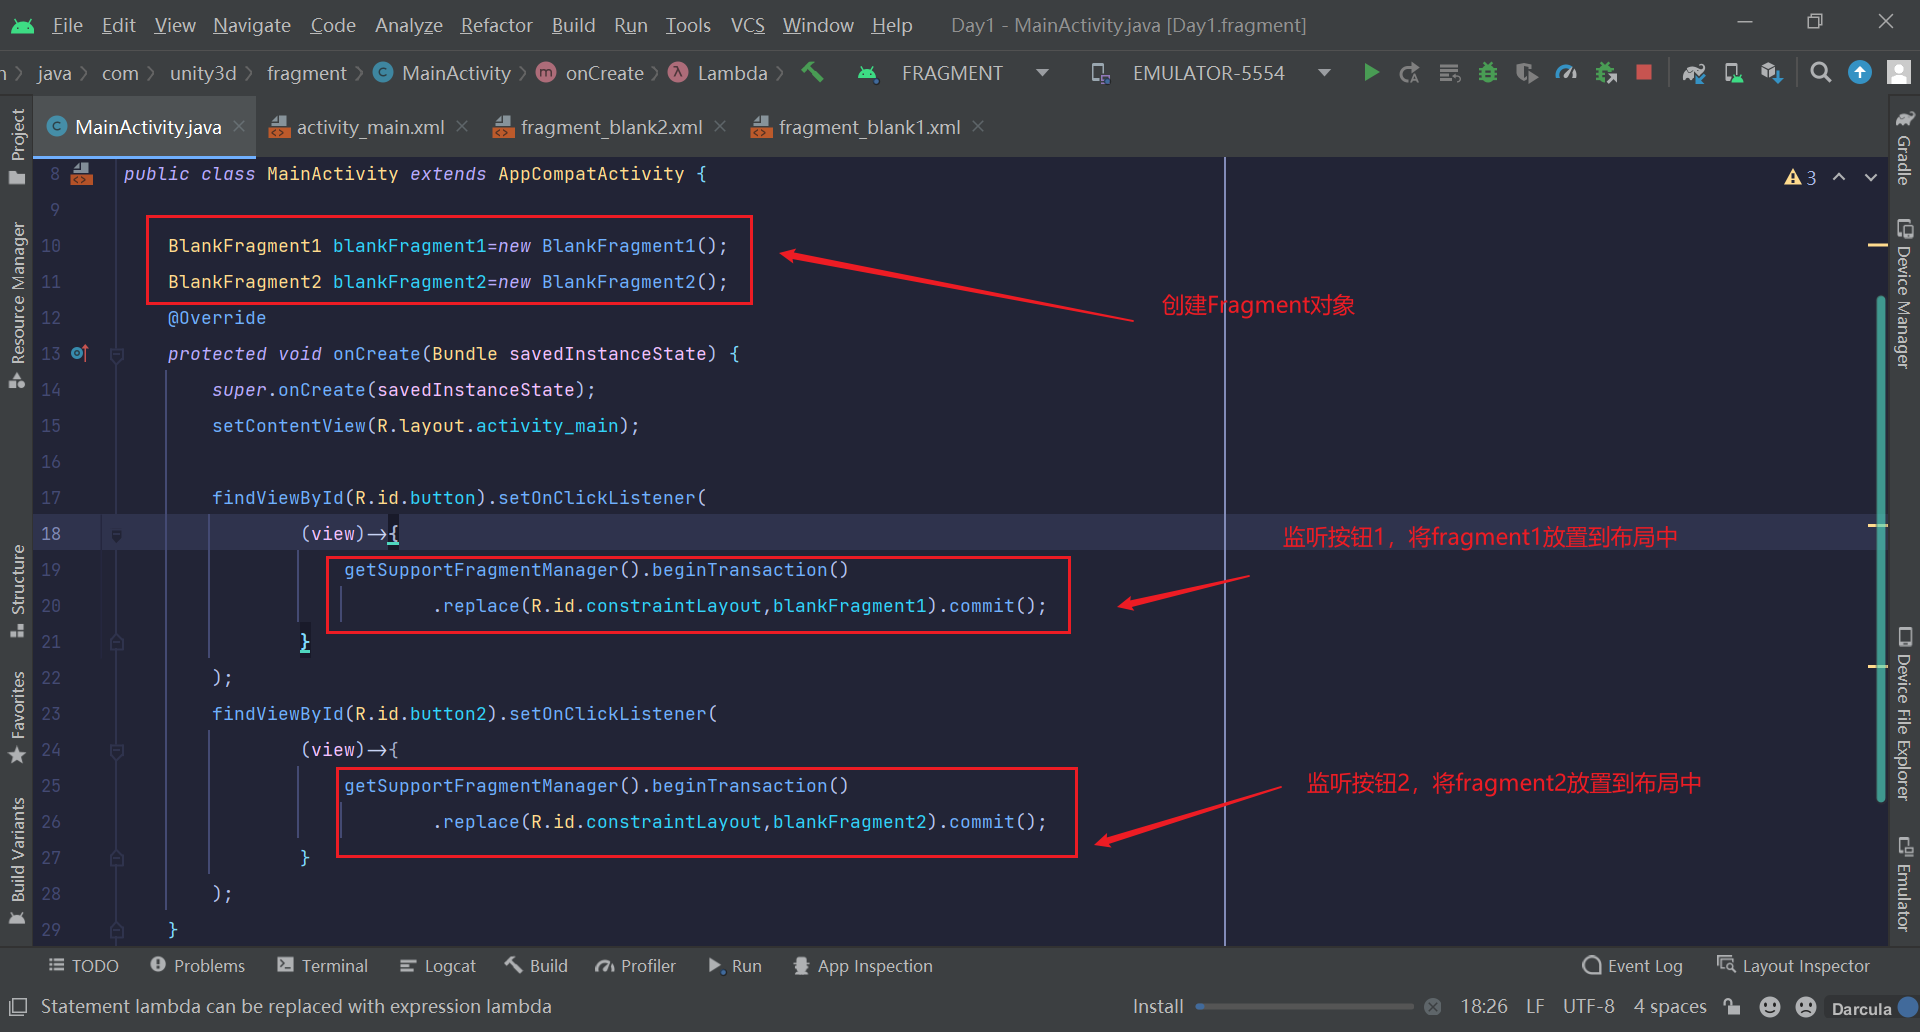 File Edit View Navigate Code Analyze Refactor Build Run Tools VCS Window Help Day1 - MainActivity.java [Day1.fragment]
java com unity3d fragment MainActivity onCreate Lambda FRAGMENT EMULATOR-5554
MainActivity.java activity_main.xml fragment_blank2.xml fragment_blank1.xml
Project
Resource Manager
Structure
Favorites
Build Variants
8 public class MainActivity extends AppCompatActivity {
3
9
10 BlankFragment1 blankFragment1=new BlankFragment1();
11 BlankFragment2 blankFragment2=new BlankFragment2();
创建Fragment对象
12 @Override
13 protected void onCreate(Bundle savedInstanceState) {
14 super.onCreate(savedInstanceState);
15 setContentView(R.layout.activity_main);
16
17 findViewById(R.id.button).setOnClickListener(
18 (view)->{
监听按钮1，将fragment1放置到布局中
19 getSupportFragmentManager().beginTransaction()
20 .replace(R.id.constraintLayout,blankFragment1).commit();
21 }
22 );
23 findViewById(R.id.button2).setOnClickListener(
24 (view)->{
25 getSupportFragmentManager().beginTransaction()
监听按钮2，将fragment2放置到布局中
26 .replace(R.id.constraintLayout,blankFragment2).commit();
27 }
28 );
29 }
Gradle
Device Manager
Device File Explorer
Emulator
TODO Problems Terminal Logcat Build Profiler Run App Inspection Event Log Layout Inspector
Statement lambda can be replaced with expression lambda Install 18:26 LF UTF-8 4 spaces Darcula